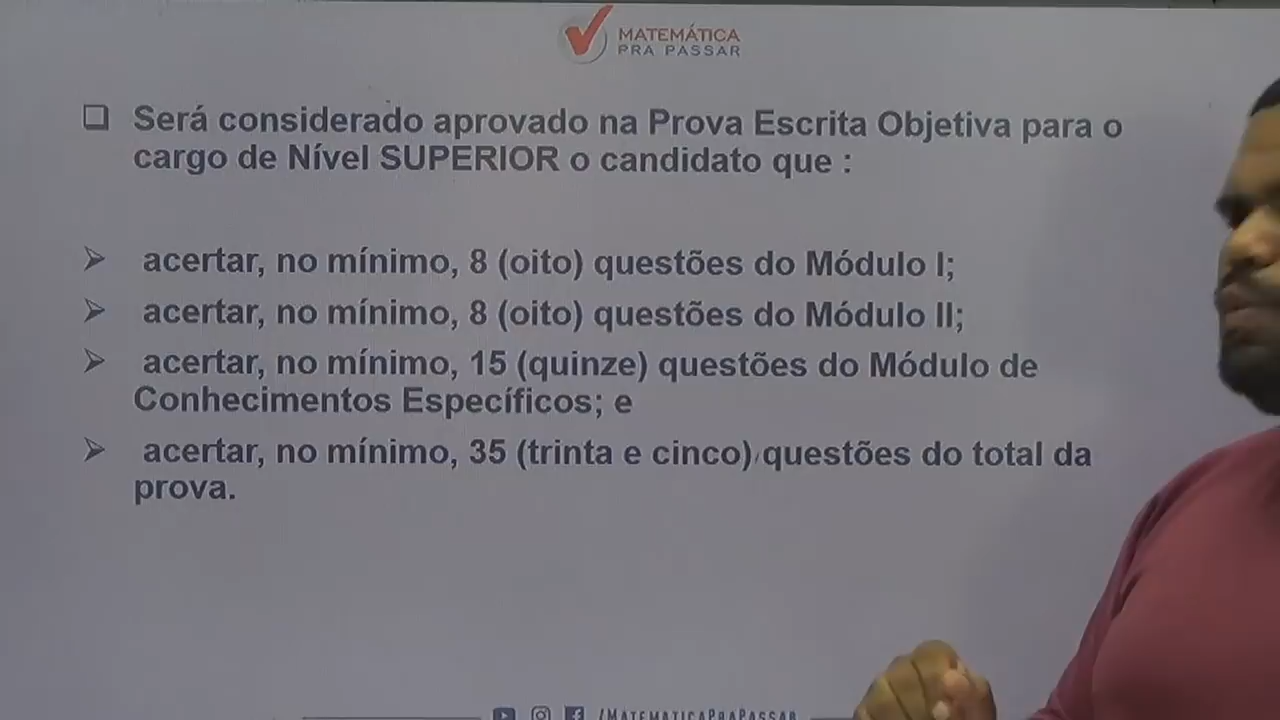 MATEMÁTICA
PRA PASSAR
Será considerado aprovado na Prova Escrita Objetiva para o
cargo de Nível SUPERIOR o candidato que :
acertar, no mínimo, 8 (oito) questões do Módulo I;
acertar, no mínimo, 8 (oito) questões do Módulo II;
acertar, no mínimo, 15 (quinze) questões do Módulo de
Conhecimentos Específicos; e
acertar, no mínimo, 35 (trinta e cinco) questões do total da
prova.
/MATEMATICAPRAPASSAR